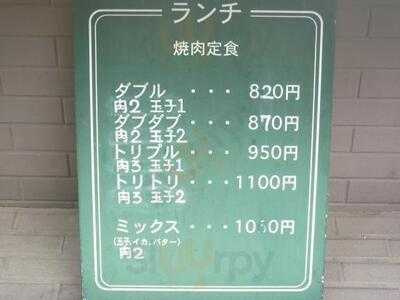 ランチ
焼肉定食
ダブル ・・・ 820円
肉2 玉子1
ダブダブ・・・ 870円
肉2 玉子2
トリプル・・・ 950円
肉3 玉子1
トリトリ・・・1100円
肉3 玉子2
ミックス・・・1050円
(玉子、イカ、バター)
肉2